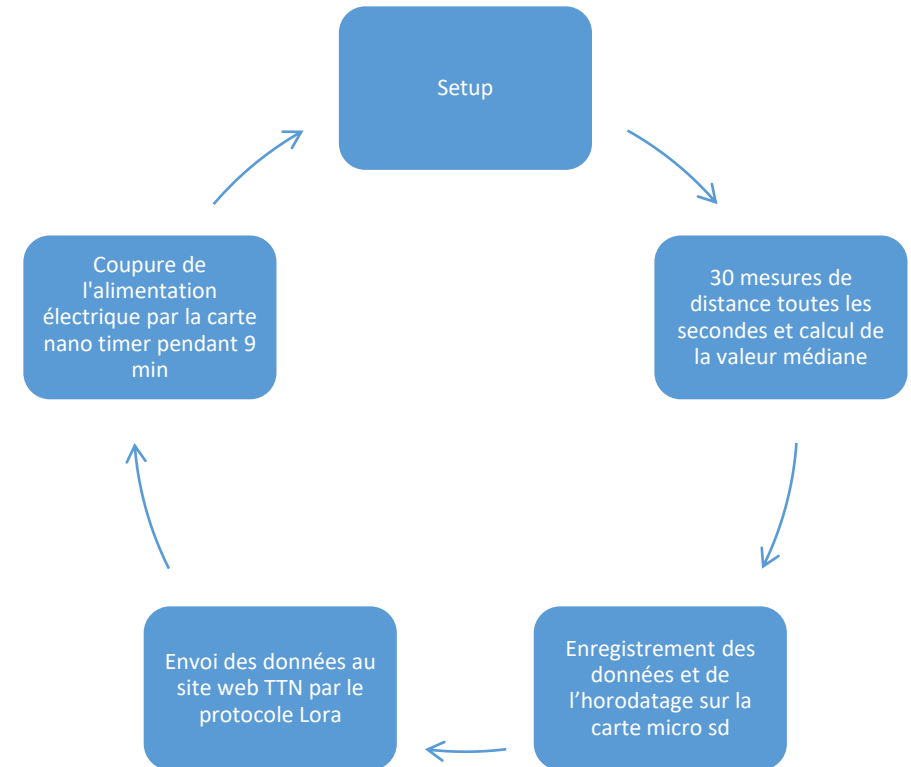 Setup
30 mesures de
distance toutes les
secondes et calcul de
la valeur médiane
Enregistrement des
données et de
l’horodatage sur la
carte micro sd
Envoi des données au
site web TTN par le
protocole Lora
Coupure de
l'alimentation
électrique par la carte
nano timer pendant 9
min